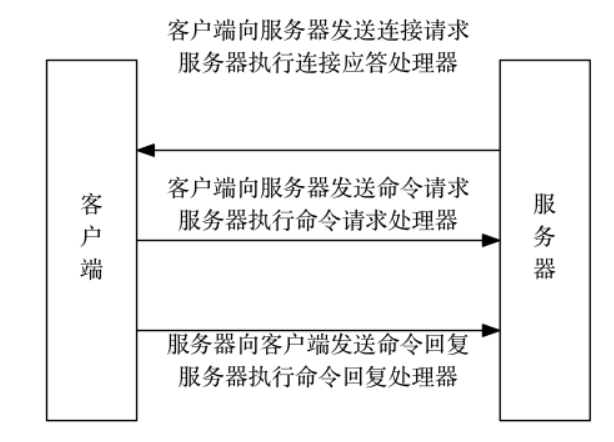 客户端向服务器发送连接请求
服务器执行连接应答处理器
客户端向服务器发送命令请求
服务器执行命令请求处理器
客户端
服务器
服务器向客户端发送命令回复
服务器执行命令回复处理器